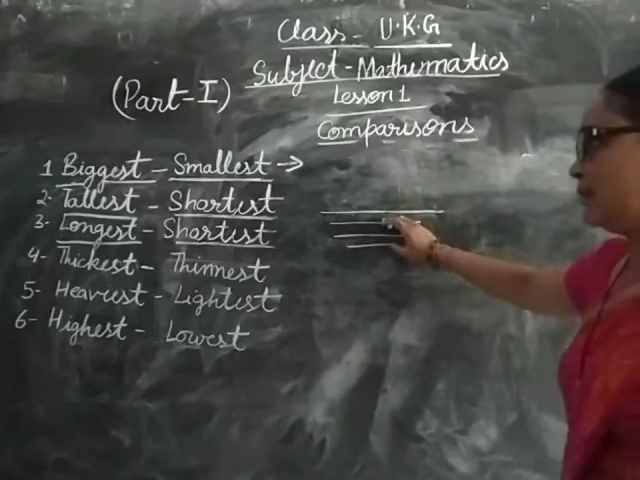 Class - U.K.G
Subject - Mathematics
(Part-I)
Lesson 1
Comparisons
1 Biggest - Smallest →
2- Tallest - Shortest
3- Longest - Shortest
4- Thickest - Thinnest
5- Heaviest - Lightest
6- Highest - Lowest